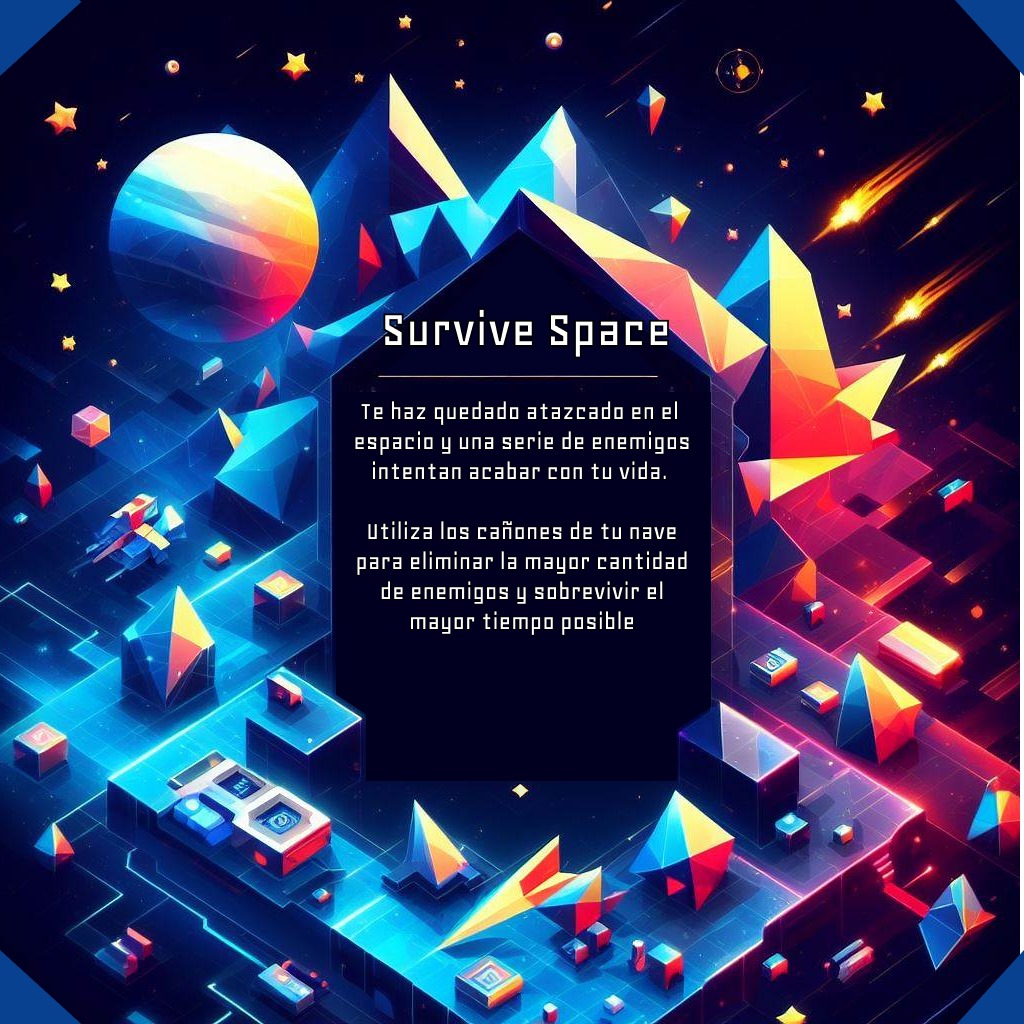 Survive Space
Te haz quedado atazcado en el
espacio y una serie de enemigos
intentan acabar con tu vida.
Utiliza los cañones de tu nave
para eliminar la mayor cantidad
de enemigos y sobrevivir el
mayor tiempo posible